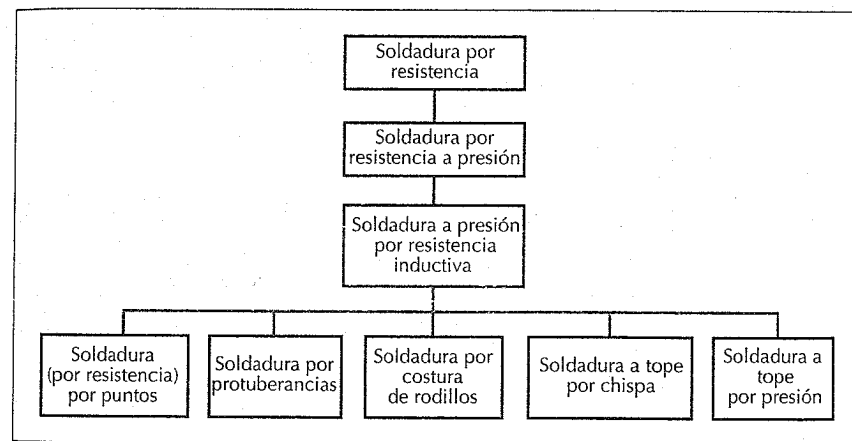 Soldadura por
resistencia
Soldadura por
resistencia a presión
Soldadura a presión
por resistencia
inductiva
Soldadura
(por resistencia)
por puntos
Soldadura por
protuberancias
Soldadura por
costura
de rodillos
Soldadura a tope
por chispa
Soldadura a
tope
por presión